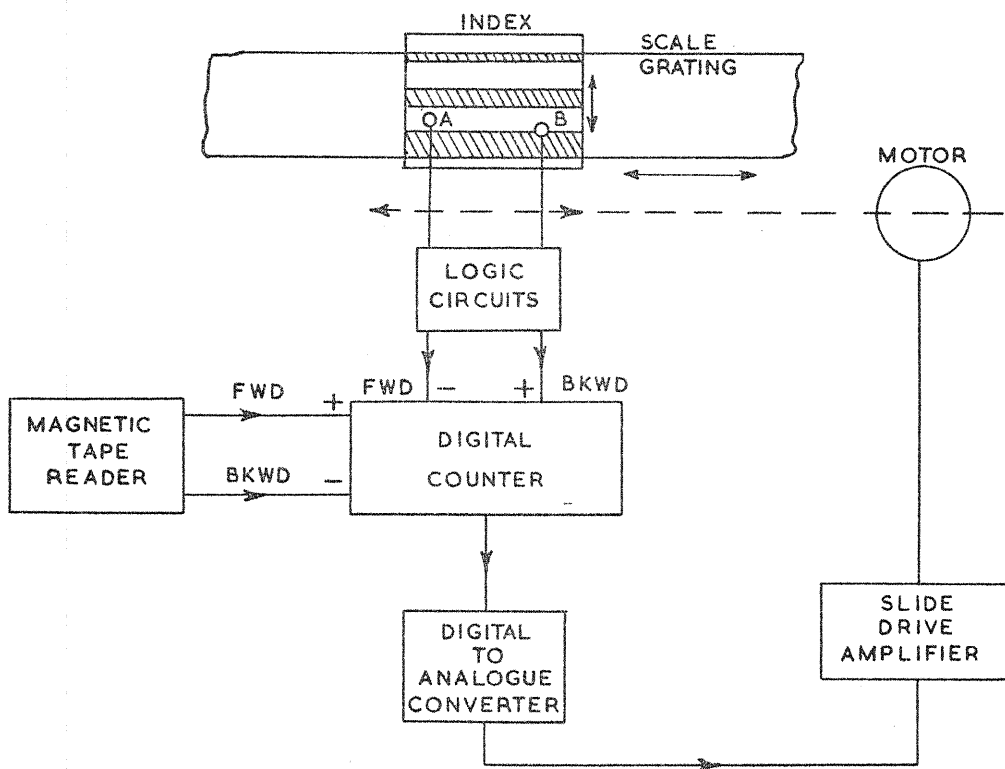 INDEX
SCALE
GRATING
A
B
MOTOR
LOGIC
CIRCUITS
FWD
+
FWD
-
+
BKWD
MAGNETIC
TAPE
READER
BKWD
-
DIGITAL
COUNTER
DIGITAL
TO
ANALOGUE
CONVERTER
SLIDE
DRIVE
AMPLIFIER